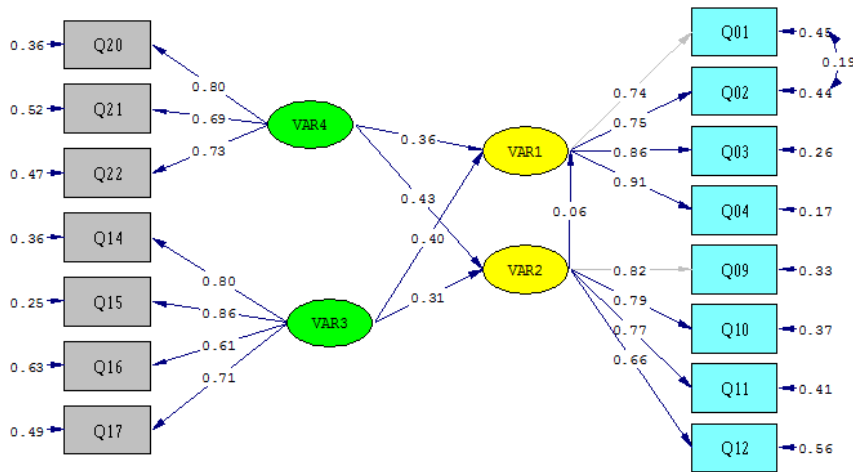 0.36 Q20
0.52 Q21
0.47 Q22
0.36 Q14
0.25 Q15
0.63 Q16
0.49 Q17
0.80
0.69
0.73
0.80
0.86
0.61
0.71
VAR4
VAR3
0.36
0.43
0.40
0.31
VAR1
VAR2
0.06
0.74
0.75
0.86
0.91
0.82
0.79
0.77
0.66
Q01 0.45
0.19
Q02 0.44
Q03 0.26
Q04 0.17
Q09 0.33
Q10 0.37
Q11 0.41
Q12 0.56